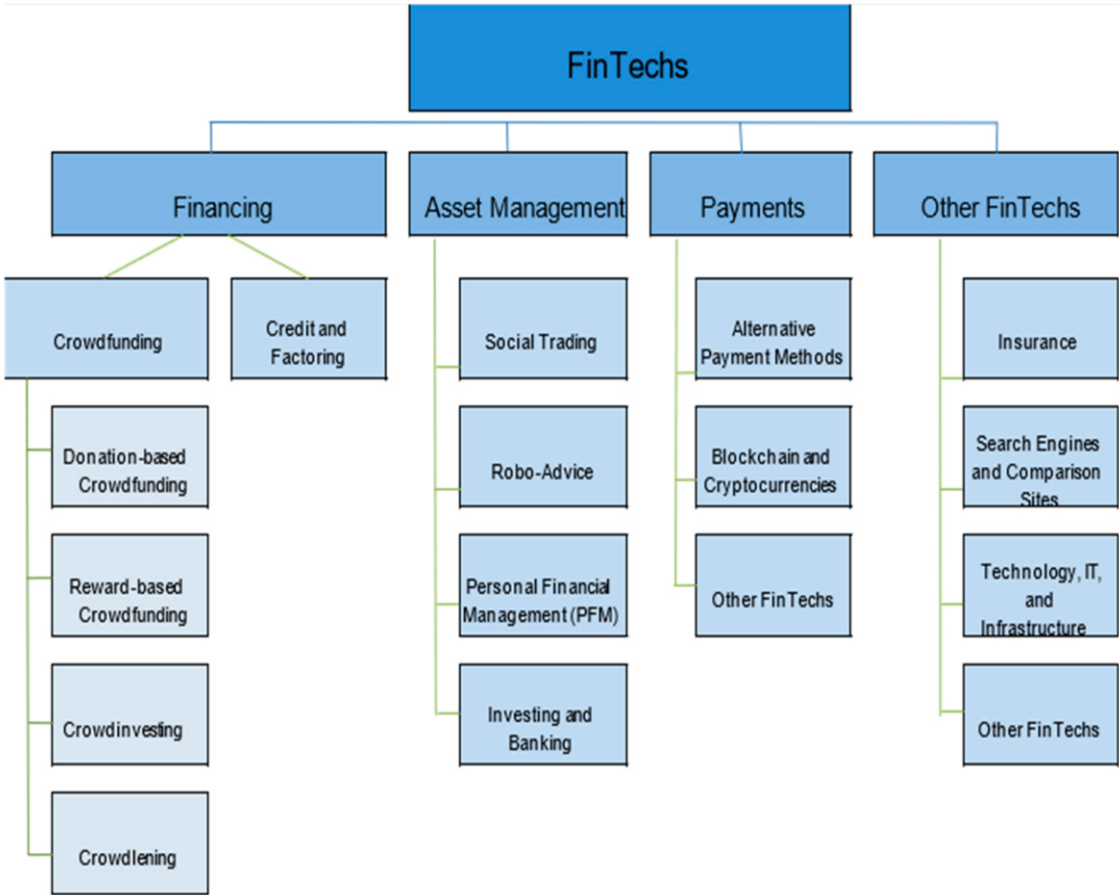 FinTechs
Financing
Asset Management
Payments
Other FinTechs
Crowdfunding
Credit and
Factoring
Donation-based
Crowdfunding
Reward-based
Crowdfunding
Crowdinvesting
Crowdlening
Social Trading
Robo-Advice
Personal Financial
Management (PFM)
Investing and
Banking
Alternative
Payment Methods
Blockchain and
Cryptocurrencies
Other FinTechs
Insurance
Search Engines
and Comparison
Sites
Technology, IT,
and
Infrastructure
Other FinTechs